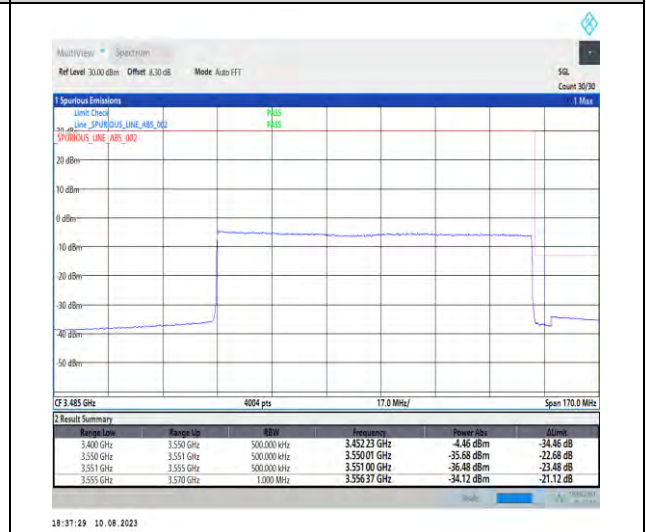 MultiView Spectrum
Ref Level 30.00 dBm Offset 8.30 dB Mode Auto FFT SGL
Count 30/30
1 Spurious Emissions 1 Max
Limit Check PASS
Line _SPURIOUS_LINE_ABS_002 PASS
SPURIOUS_LINE_ABS_002
20 dBm
10 dBm
0 dBm
-10 dBm
-20 dBm
-30 dBm
-40 dBm
-50 dBm
CF 3.485 GHz 4004 pts 17.0 MHz/ Span 170.0 MHz
2 Result Summary
Range Low Range Up RBW Frequency Power Abs ΔLimit
3.400 GHz 3.550 GHz 500.000 kHz 3.452 23 GHz -4.46 dBm -34.46 dB
3.550 GHz 3.551 GHz 500.000 kHz 3.550 01 GHz -35.68 dBm -22.68 dB
3.551 GHz 3.555 GHz 500.000 kHz 3.551 00 GHz -36.48 dBm -23.48 dB
3.555 GHz 3.570 GHz 1.000 MHz 3.556 37 GHz -34.12 dBm -21.12 dB
18:37:29 10.08.2023